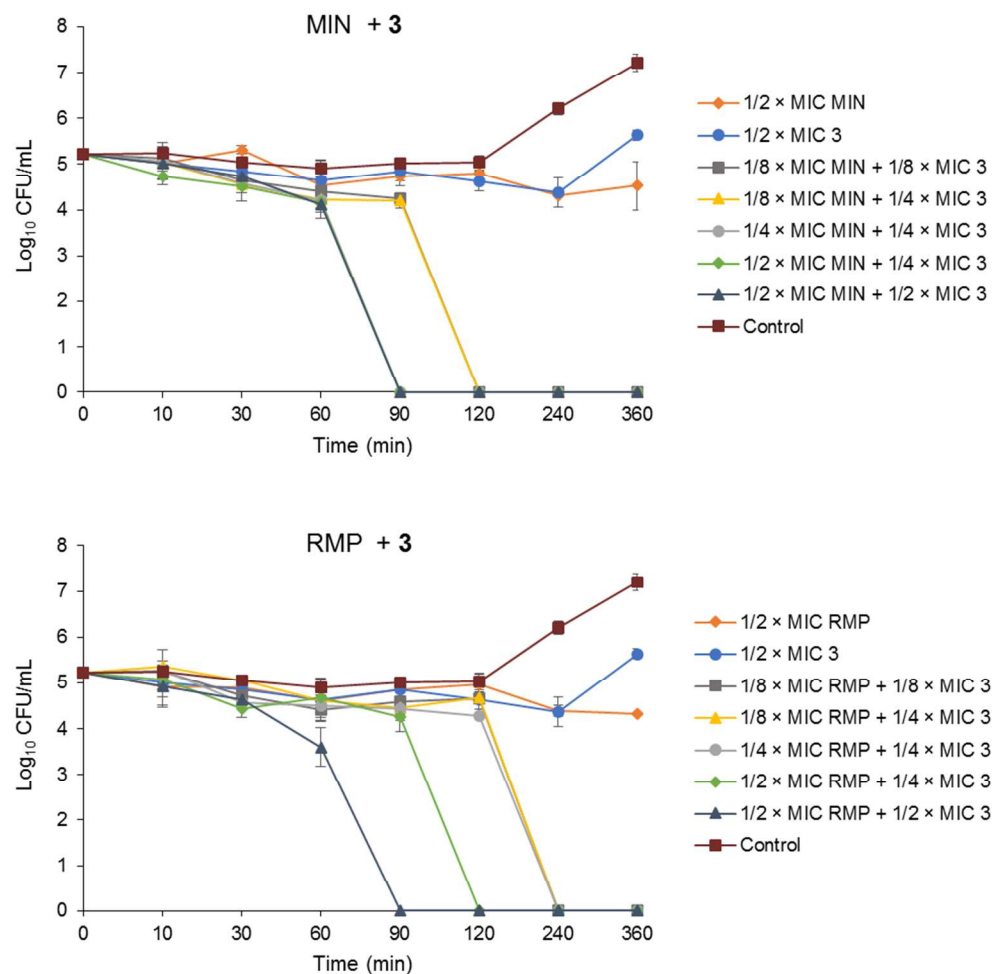 MIN + 3
8
7
6
5
4
3
2
1
0
Log10 CFU/mL
0 10 30 60 90 120 240 360
Time (min)
1/2 × MIC MIN
1/2 × MIC 3
1/8 × MIC MIN + 1/8 × MIC 3
1/8 × MIC MIN + 1/4 × MIC 3
1/4 × MIC MIN + 1/4 × MIC 3
1/2 × MIC MIN + 1/4 × MIC 3
1/2 × MIC MIN + 1/2 × MIC 3
Control
RMP + 3
8
7
6
5
4
3
2
1
0
Log10 CFU/mL
0 10 30 60 90 120 240 360
Time (min)
1/2 × MIC RMP
1/2 × MIC 3
1/8 × MIC RMP + 1/8 × MIC 3
1/8 × MIC RMP + 1/4 × MIC 3
1/4 × MIC RMP + 1/4 × MIC 3
1/2 × MIC RMP + 1/4 × MIC 3
1/2 × MIC RMP + 1/2 × MIC 3
Control